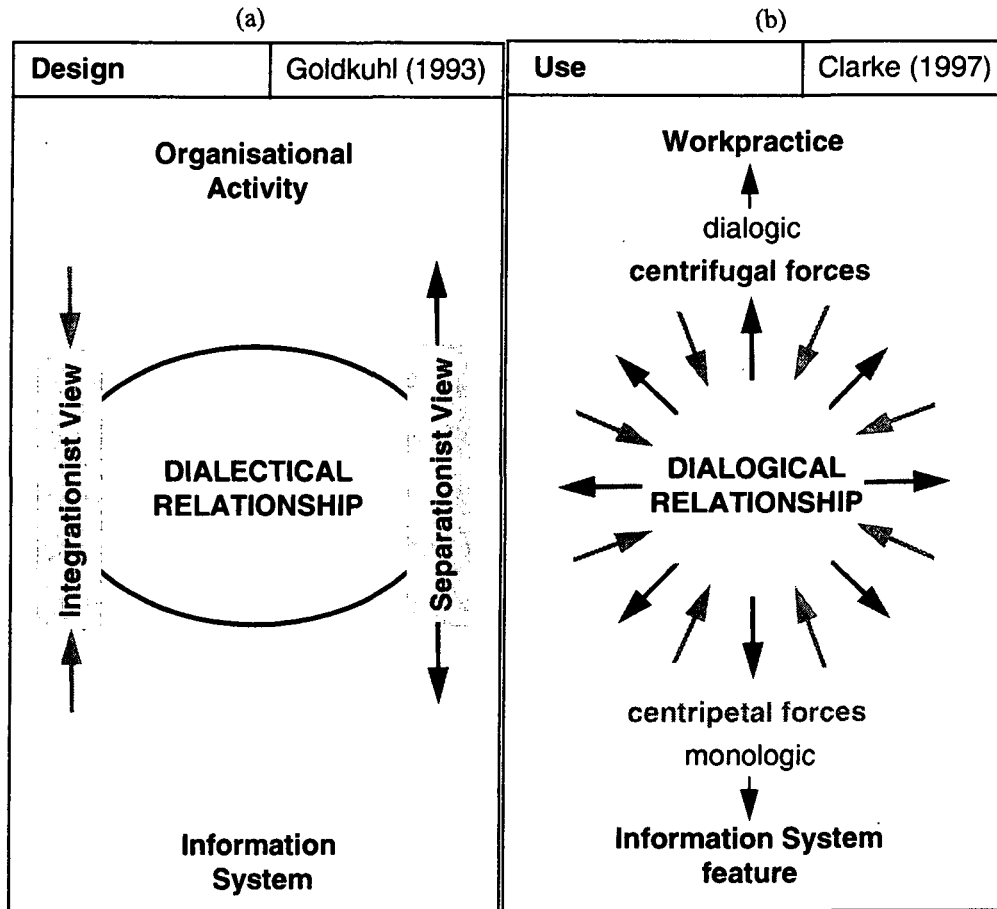 (a)
Design
Goldkuhl (1993)
Organisational
Activity
Integrationist View
DIALECTICAL
RELATIONSHIP
Separationist View
Information
System
(b)
Use
Clarke (1997)
Workpractice
dialogic
centrifugal forces
DIALOGICAL
RELATIONSHIP
centripetal forces
monologic
Information System
feature